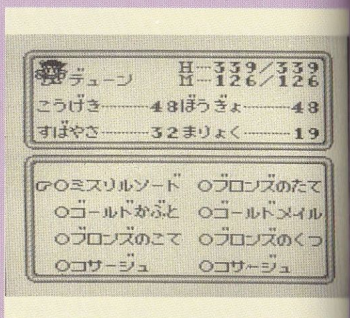 デューン H…339/339
M…126/126
こうげき………48ぼうぎょ………48
すばやさ………32まりょく………19
○ミスリルソード ○ブロンズのたて
○ゴールドかぶと ○ゴールドメイル
○ブロンズのこて ○ブロンズのくつ
○コサージュ ○コサージュ